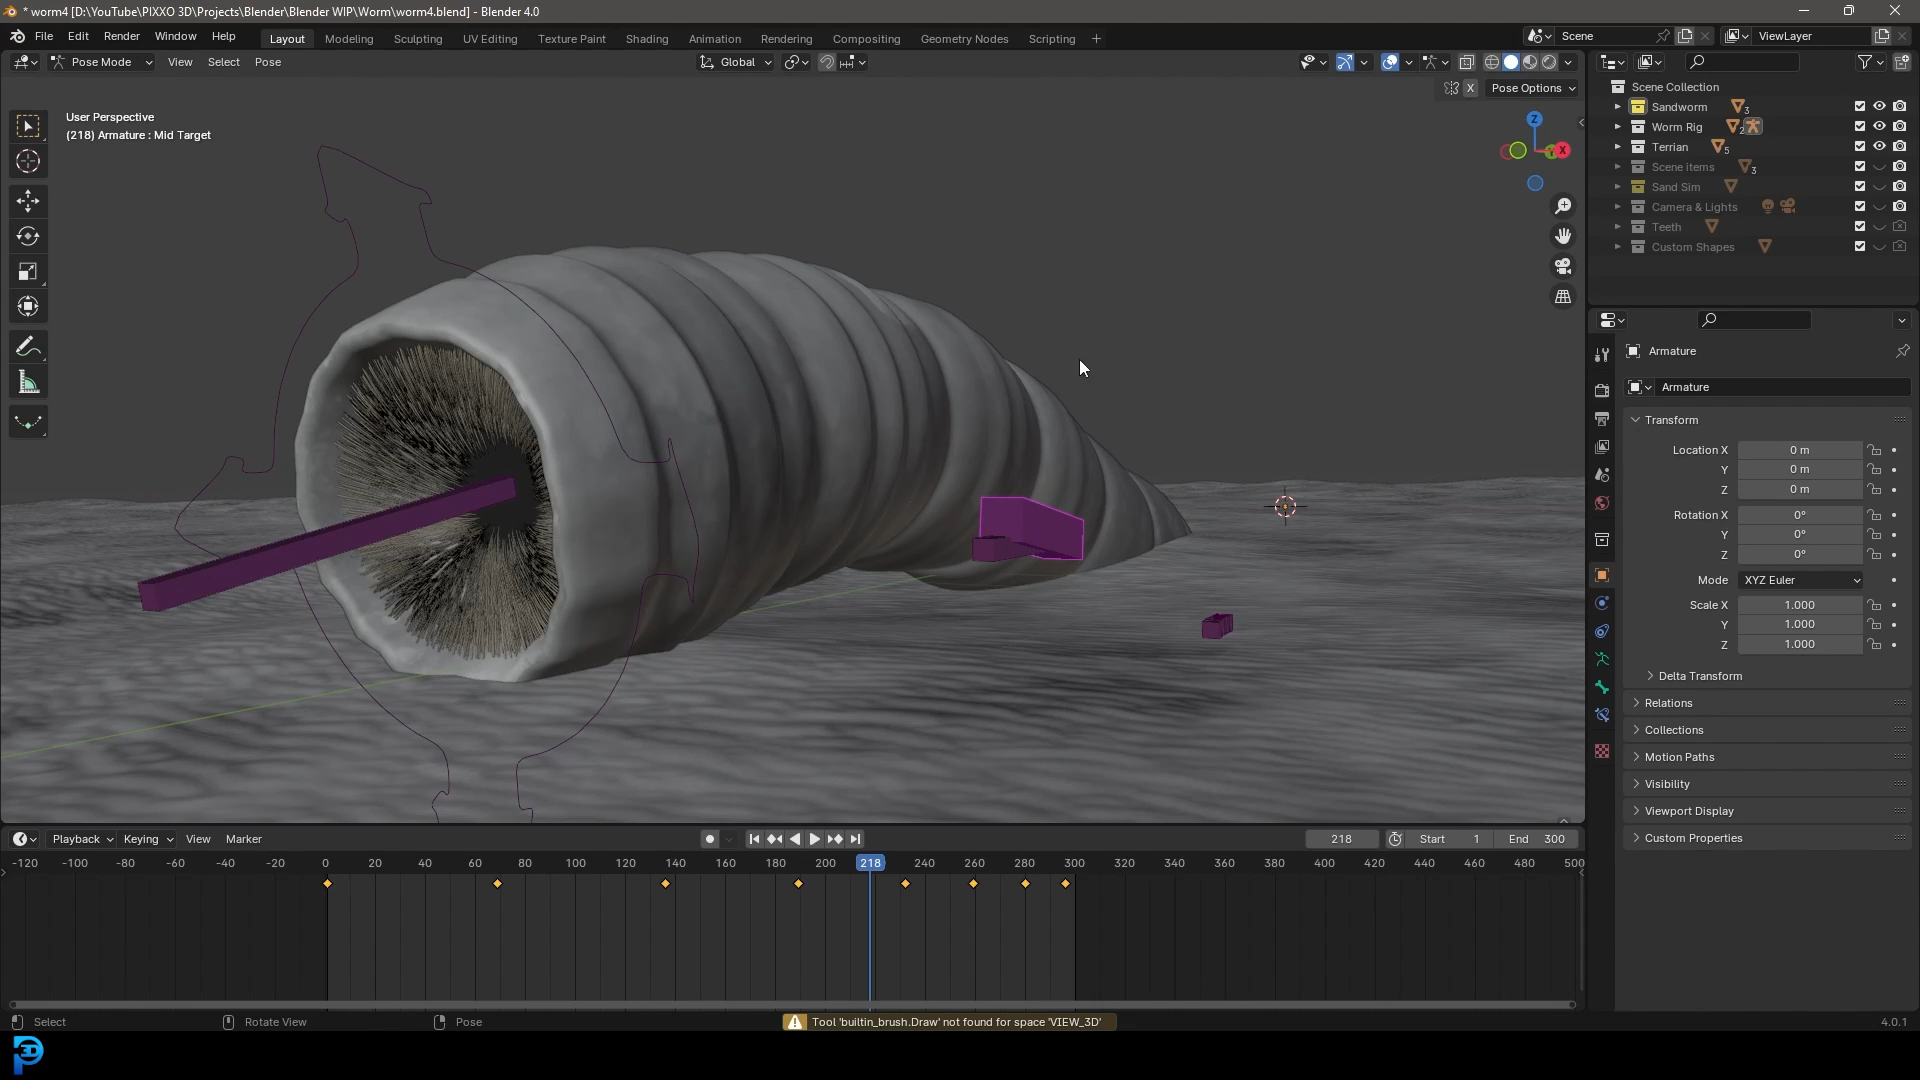 * worm4 [D:\YouTube\PIXXO 3D\Projects\Blender\Blender WIP\Worm\worm4.blend] - Blender 4.0
File Edit Render Window Help Layout Modeling Sculpting UV Editing Texture Paint Shading Animation Rendering Compositing Geometry Nodes Scripting + Scene ViewLayer
Pose Mode View Select Pose Global
X Pose Options
User Perspective
(218) Armature : Mid Target
Z
X
Scene Collection
Sandworm 3
Worm Rig 2
Terrian 5
Scene items 3
Sand Sim
Camera & Lights
Teeth
Custom Shapes
Armature
Armature
Transform
Location X 0 m
Y 0 m
Z 0 m
Rotation X 0°
Y 0°
Z 0°
Mode XYZ Euler
Scale X 1.000
Y 1.000
Z 1.000
Delta Transform
Relations
Collections
Motion Paths
Visibility
Viewport Display
Custom Properties
Playback Keying View Marker 218 Start 1 End 300
-120 -100 -80 -60 -40 -20 0 20 40 60 80 100 120 140 160 180 200 218 240 260 280 300 320 340 360 380 400 420 440 460 480 500
Select Rotate View Pose Tool 'builtin_brush.Draw' not found for space 'VIEW_3D' 4.0.1
3D